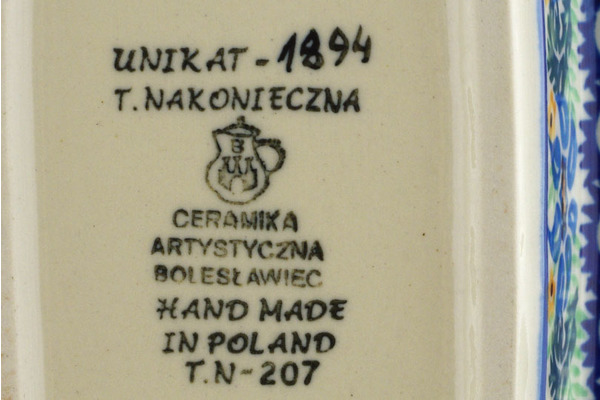 UNIKAT - 1894
T. NAKONIECZNA
B
CERAMIKA
ARTYSTYCZNA
BOLESŁAWIEC
HAND MADE
IN POLAND
T.N-207